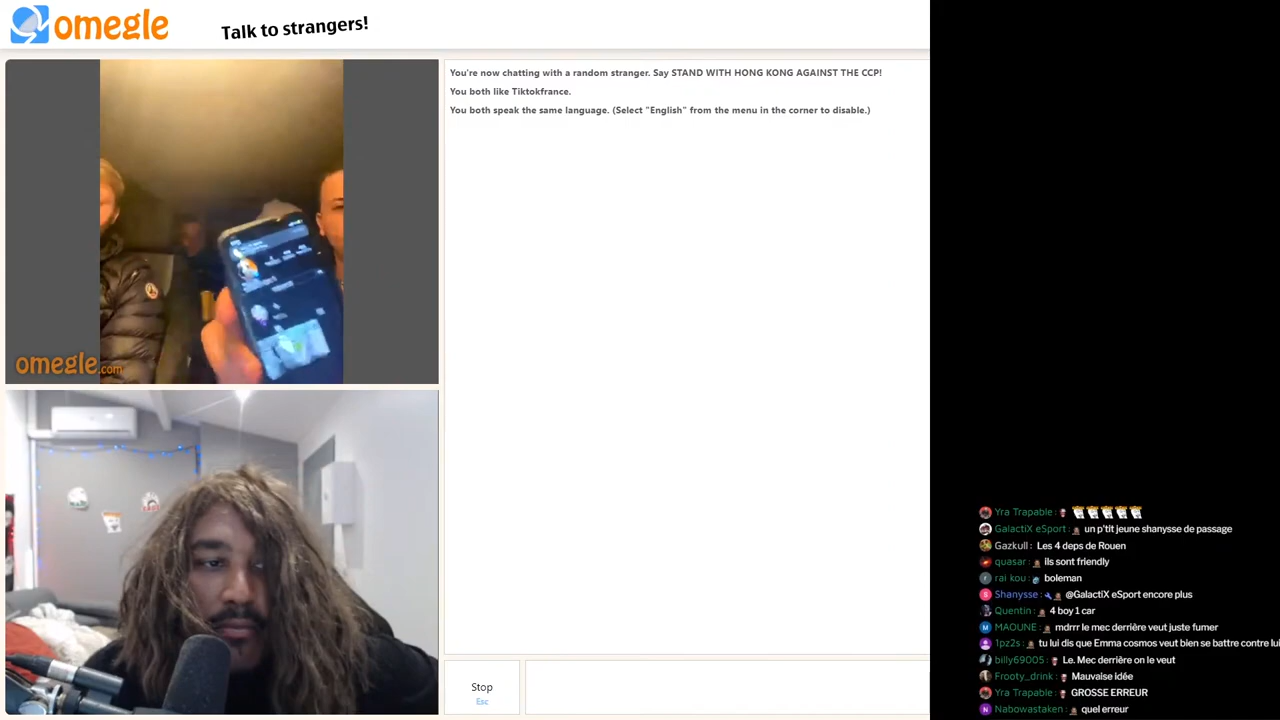 omegle
Talk to strangers!
You're now chatting with a random stranger. Say STAND WITH HONG KONG AGAINST THE CCP!
You both like Tiktokfrance.
You both speak the same language. (Select "English" from the menu in the corner to disable.)
omegle.com
Stop
Esc
Yra Trapable :
GalactiX eSport : un p'tit jeune shanysse de passage
Gazkull : Les 4 deps de Rouen
quasar : ils sont friendly
rai kou : boleman
Shanysse : @GalactiX eSport encore plus
Quentin : 4 boy 1 car
MAOUNE : mdrrr le mec derrière veut juste fumer
1pz2s : tu lui dis que Emma cosmos veut bien se battre contre lui
billy69005 : Le. Mec derrière on le veut
Frooty_drink : Mauvaise idée
Yra Trapable : GROSSE ERREUR
Nabowastaken : quel erreur